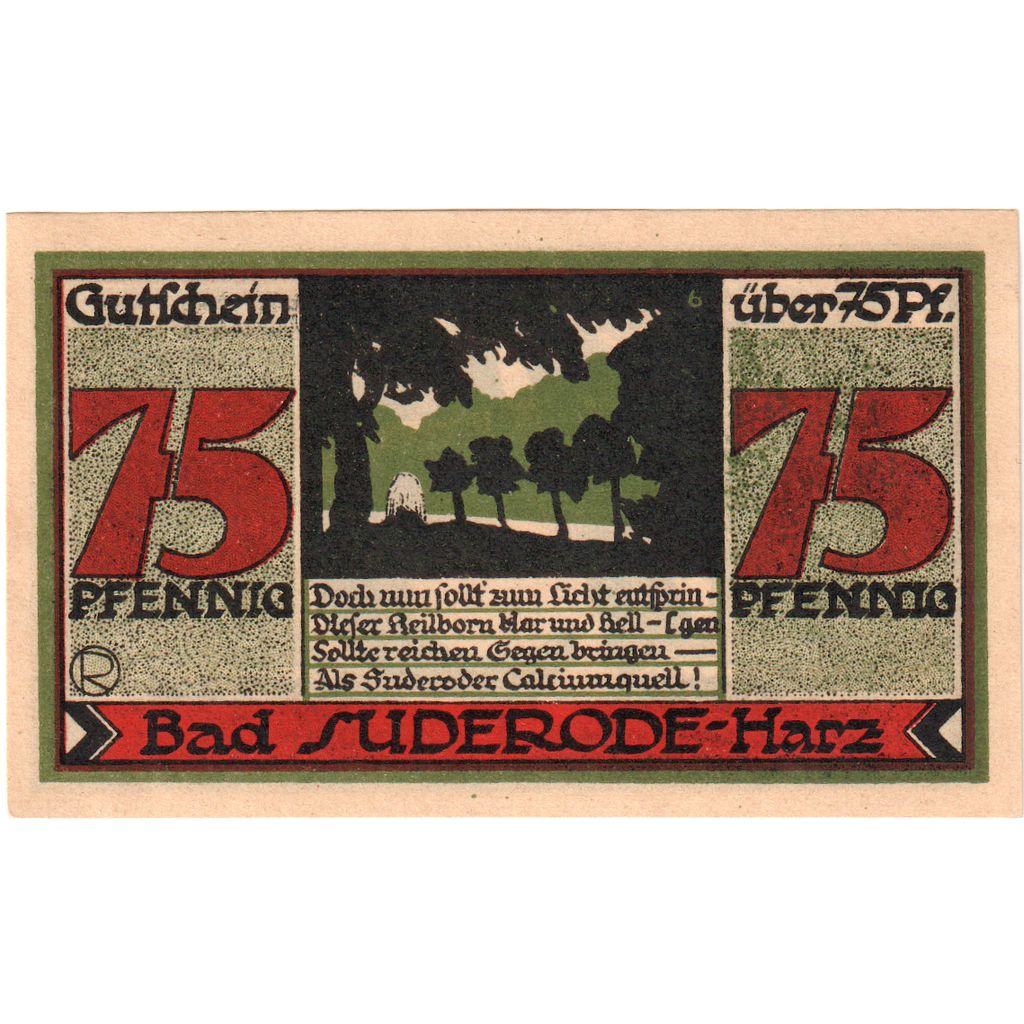 Gutschein
über 75 Pf.
6
75
PFENNIG
75
PFENNIG
Doch nun sollt' zum Licht entsprin-
Dieser Heilborn klar und hell – [gen
Sollte reichen Segen bringen —
Als Suderoder Calciumquell!
R
Bad SUDERODE-Harz